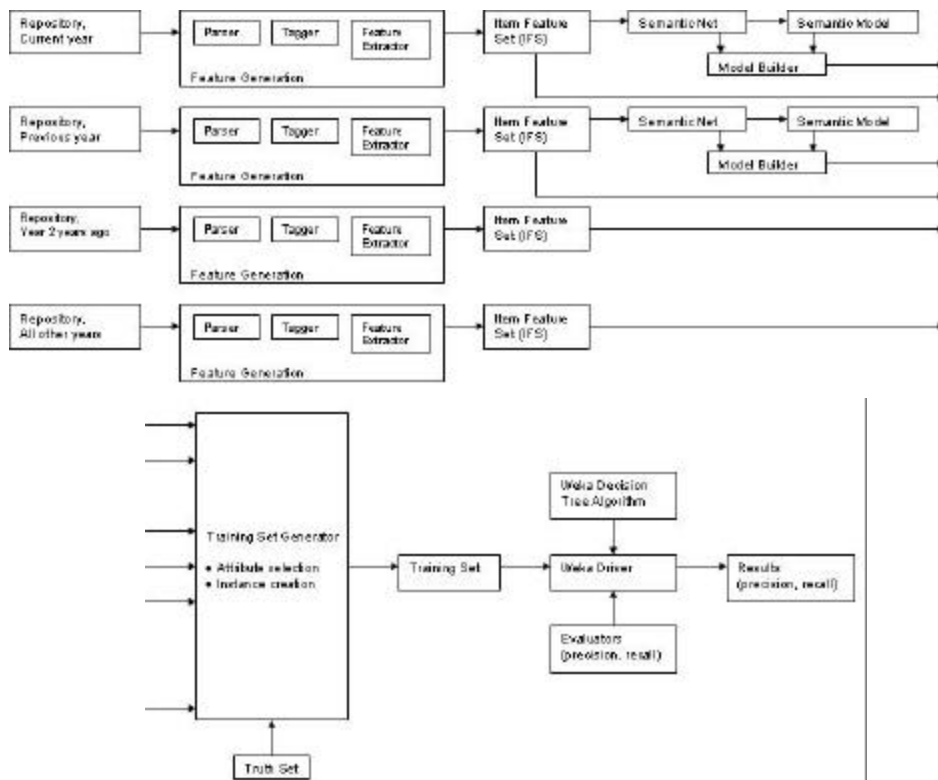 Repository,
Current year
Parser
Tagger
Feature
Extractor
Feature Generation
Item Feature
Set (IFS)
Semantic Net
Semantic Model
Model Builder
Repository,
Previous year
Parser
Tagger
Feature
Extractor
Feature Generation
Item Feature
Set (IFS)
Semantic Net
Semantic Model
Model Builder
Repository,
Year 2 years ago
Parser
Tagger
Feature
Extractor
Feature Generation
Item Feature
Set (IFS)
Repository,
All other years
Parser
Tagger
Feature
Extractor
Feature Generation
Item Feature
Set (IFS)
Training Set Generator
• Attribute selection
• Instance creation
Truth Set
Training Set
Weka Decision
Tree Algorithm
Weka Driver
Evaluators
(precision, recall)
Results
(precision, recall)